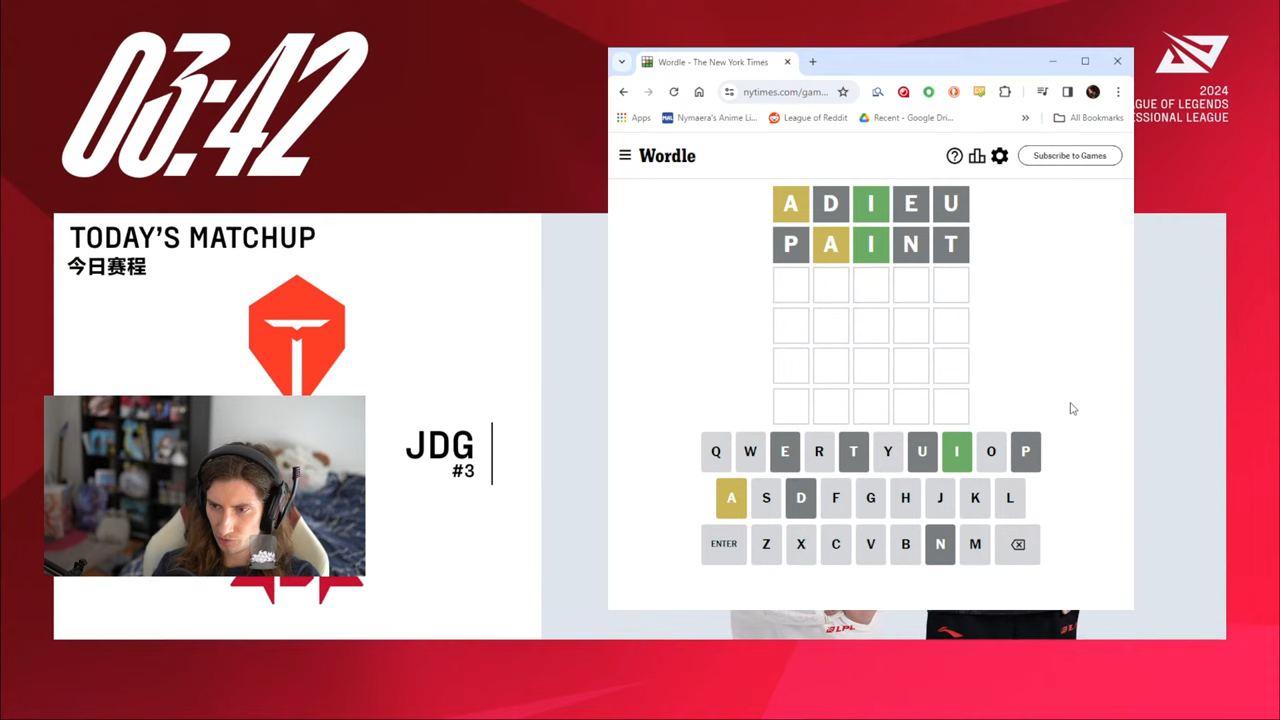 03:42
TODAY'S MATCHUP
今日赛程
JDG
#3
Wordle - The New York Times
nytimes.com/gam...
Apps
Nymaera's Anime Li...
League of Reddit
Recent - Google Dri...
»
All Bookmarks
Wordle
Subscribe to Games
A D I E U
P A I N T
Q W E R T Y U I O P
A S D F G H J K L
ENTER Z X C V B N M
2024
GUE OF LEGENDS
ESSIONAL LEAGUE
LPL